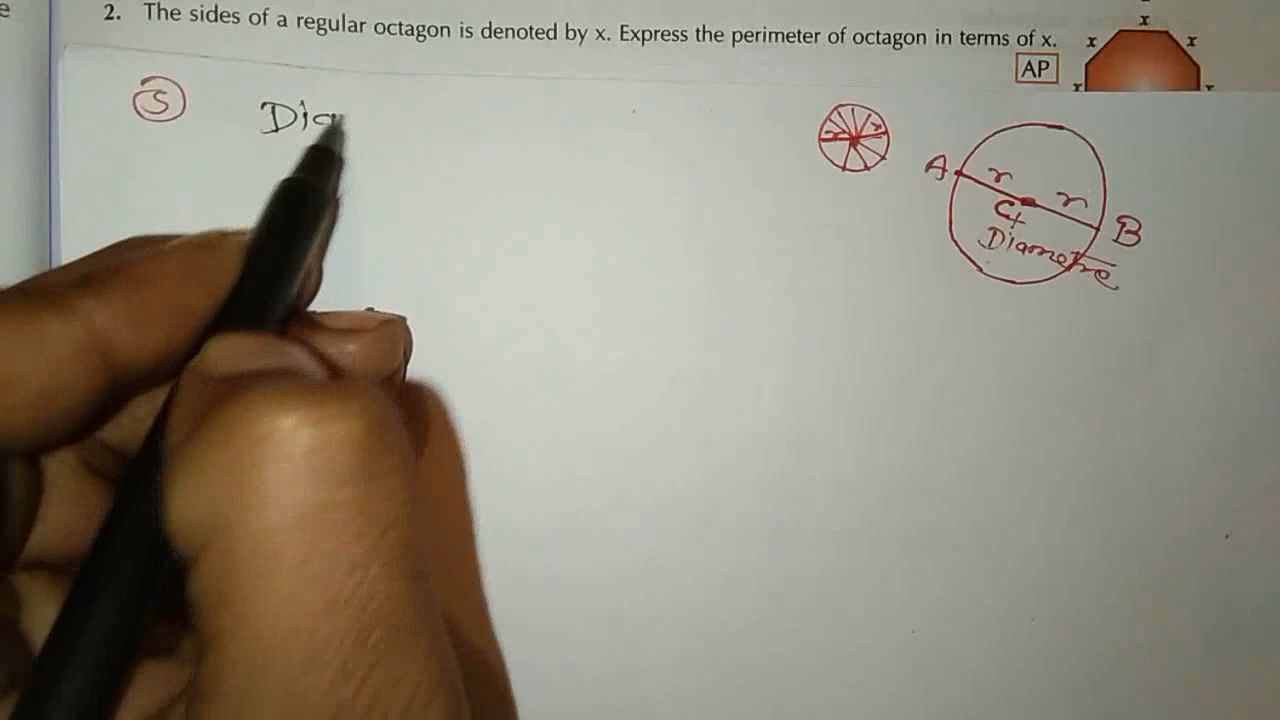 e
2. The sides of a regular octagon is denoted by x. Express the perimeter of octagon in terms of x.
AP
x
x x
x x
3 Dia
r r
A r
C r B
Diametre